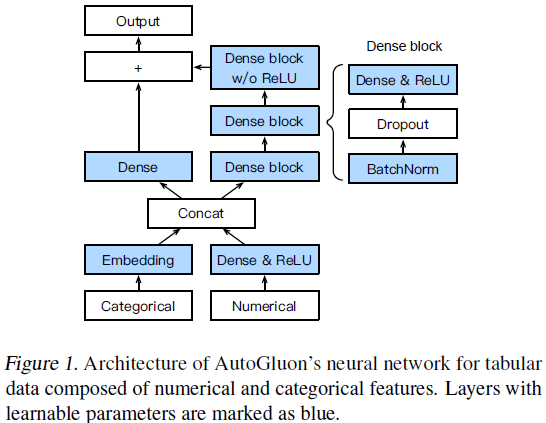 Output
+
Dense block
w/o ReLU
Dense block
Dense
Dense block
Concat
Embedding
Dense & ReLU
Categorical
Numerical
Dense block
Dense & ReLU
Dropout
BatchNorm
Figure 1. Architecture of AutoGluon's neural network for tabular
data composed of numerical and categorical features. Layers with
learnable parameters are marked as blue.